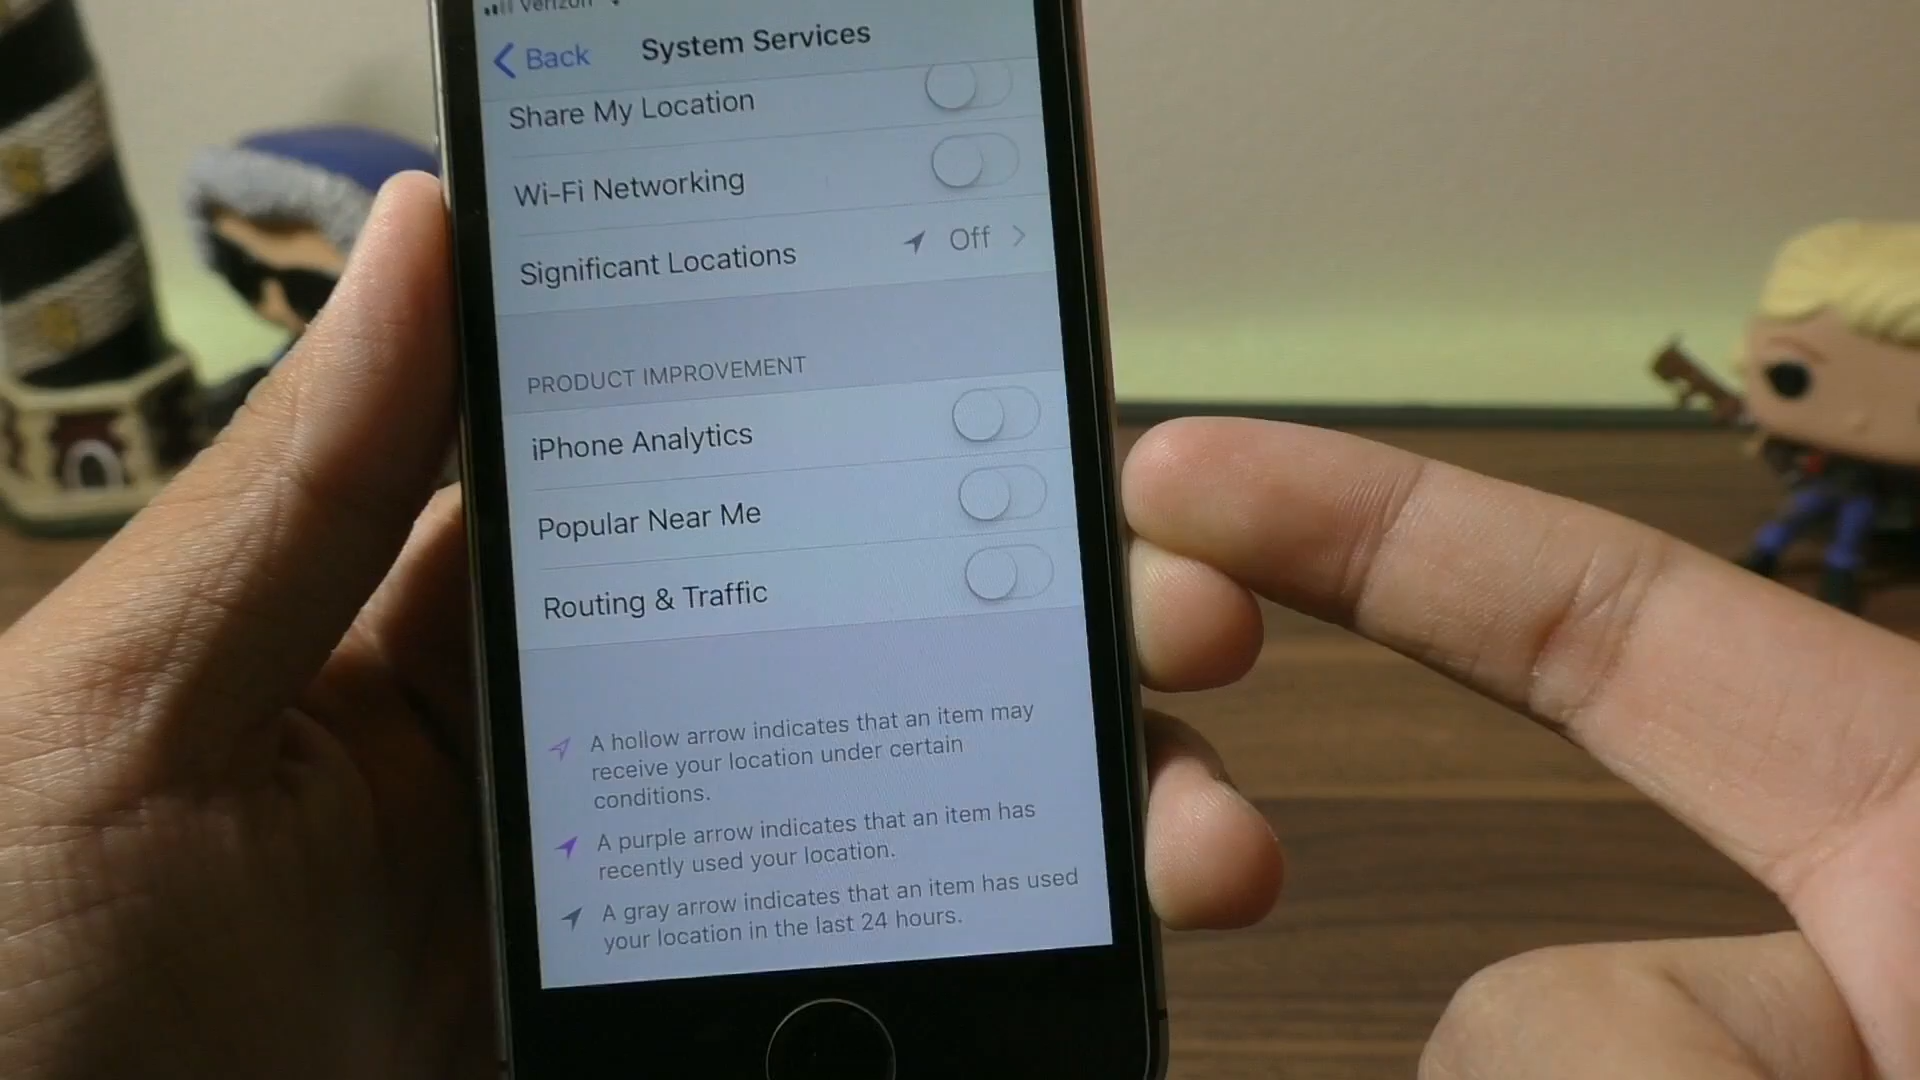 Verizon
Back
System Services
Share My Location
Wi-Fi Networking
Significant Locations Off
PRODUCT IMPROVEMENT
iPhone Analytics
Popular Near Me
Routing & Traffic
A hollow arrow indicates that an item may
receive your location under certain
conditions.
A purple arrow indicates that an item has
recently used your location.
A gray arrow indicates that an item has used
your location in the last 24 hours.